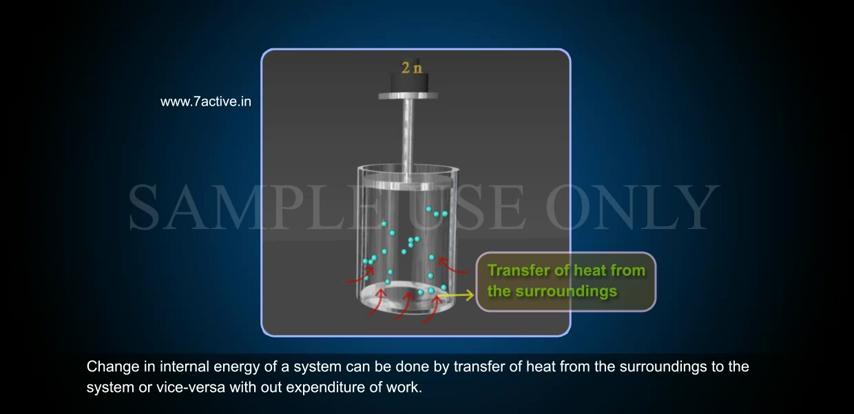 2 n
www.7active.in
SAMPLE USE ONLY
Transfer of heat from
the surroundings
Change in internal energy of a system can be done by transfer of heat from the surroundings to the
system or vice-versa with out expenditure of work.